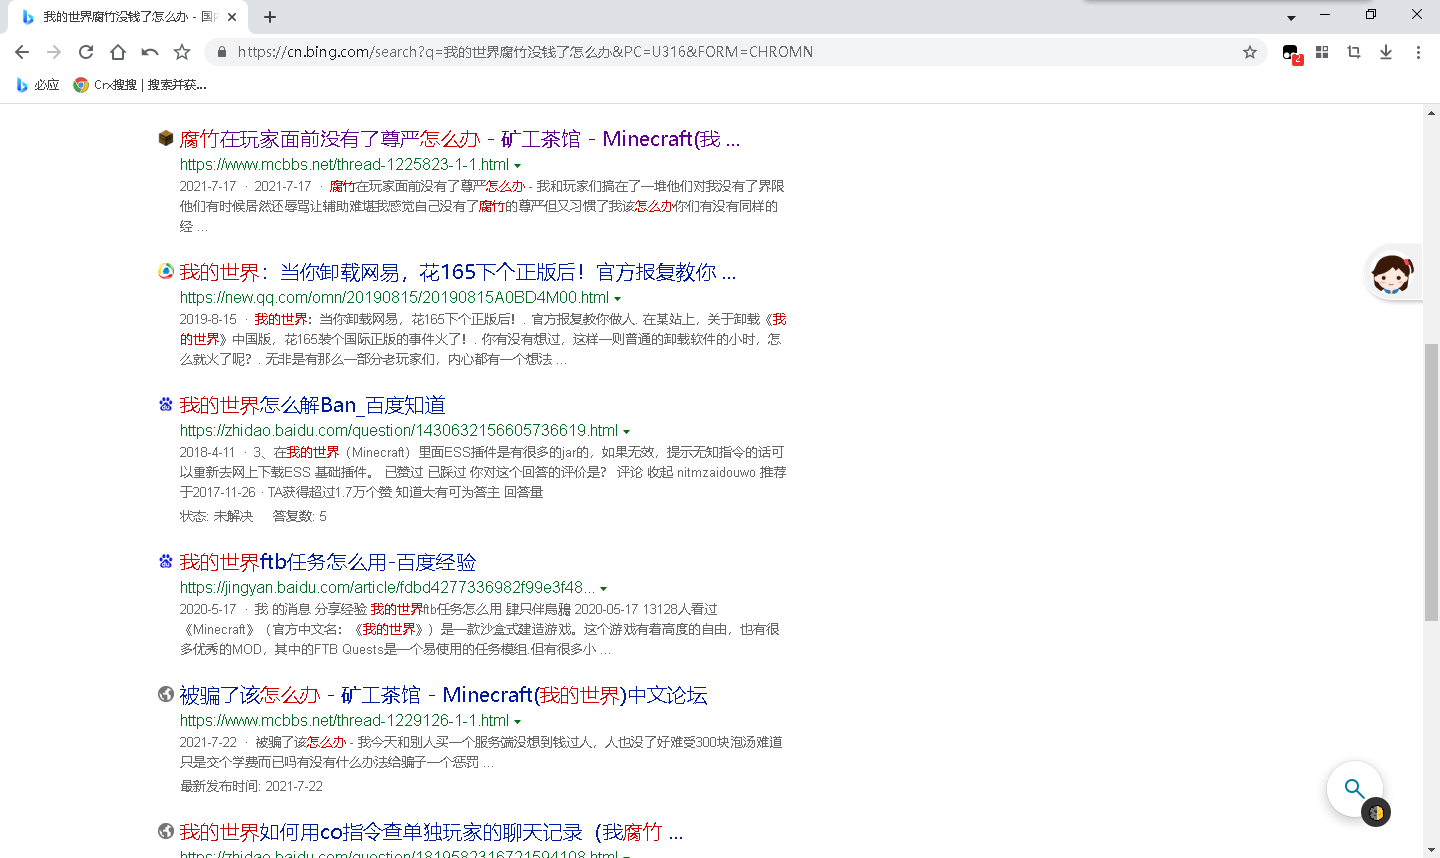 我的世界腐竹没钱了怎么办 - 国内
https://cn.bing.com/search?q=我的世界腐竹没钱了怎么办&PC=U316&FORM=CHROMN
2
必应
Crx搜搜 | 搜索并获...
腐竹在玩家面前没有了尊严怎么办 - 矿工茶馆 - Minecraft(我 ...
https://www.mcbbs.net/thread-1225823-1-1.html
2021-7-17 · 2021-7-17 · 腐竹在玩家面前没有了尊严怎么办 - 我和玩家们搞在了一堆他们对我没有了界限
他们有时候居然还辱骂让辅助难堪我感觉自己没有了腐竹的尊严但又习惯了我该怎么办你们有没有同样的
经 ...
我的世界：当你卸载网易，花165下个正版后！官方报复教你 ...
https://new.qq.com/omn/20190815/20190815A0BD4M00.html
2019-8-15 · 我的世界：当你卸载网易，花165下个正版后！. 官方报复教你做人. 在某站上，关于卸载《我
的世界》中国版，花165装个国际正版的事件火了！. 你有没有想过，这样一则普通的卸载软件的小时，怎
么就火了呢？. 无非是有那么一部分老玩家们，内心都有一个想法 ...
我的世界怎么解Ban_百度知道
https://zhidao.baidu.com/question/1430632156605736619.html
2018-4-11 · 3、在我的世界（Minecraft）里面ESS插件是有很多的jar的，如果无效，提示无知指令的话可
以重新去网上下载ESS 基础插件。 已赞过 已踩过 你对这个回答的评价是？ 评论 收起 nitmzaidouwo 推荐
于2017-11-26 · TA获得超过1.7万个赞 知道大有可为答主 回答量
状态: 未解决 答复数: 5
我的世界ftb任务怎么用-百度经验
https://jingyan.baidu.com/article/fdbd4277336982f99e3f48...
2020-5-17 · 我 的消息 分享经验 我的世界ftb任务怎么用 肆只伴烏鴉 2020-05-17 13128人看过
《Minecraft》（官方中文名：《我的世界》）是一款沙盒式建造游戏。这个游戏有着高度的自由，也有很
多优秀的MOD，其中的FTB Quests是一个易使用的任务模组.但有很多小 ...
被骗了该怎么办 - 矿工茶馆 - Minecraft(我的世界)中文论坛
https://www.mcbbs.net/thread-1229126-1-1.html
2021-7-22 · 被骗了该怎么办 - 我今天和别人买一个服务端没想到钱过人，人也没了好难受300块泡汤难道
只是交个学费而已吗有没有什么办法给骗子一个惩罚 ...
最新发布时间: 2021-7-22
我的世界如何用co指令查单独玩家的聊天记录（我腐竹 ...
https://zhidao.baidu.com/question/1819582316721594108.html